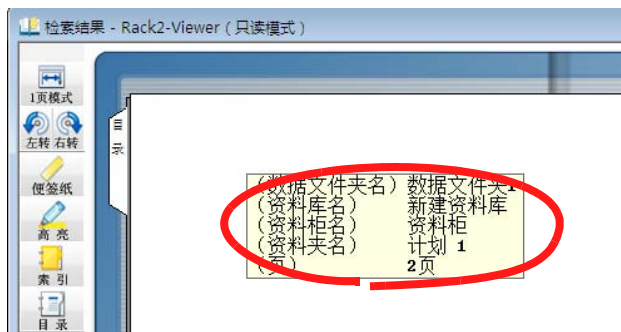 检索结果 - Rack2-Viewer ( 只读模式 )
1页模式
左转 右转
便签纸
高 亮
索 引
目 录
目录
(数据文件夹名) 数据文件夹1
(资料库名) 新建资料库
(资料柜名) 资料柜
(资料夹名) 计划 1
(页) 2页